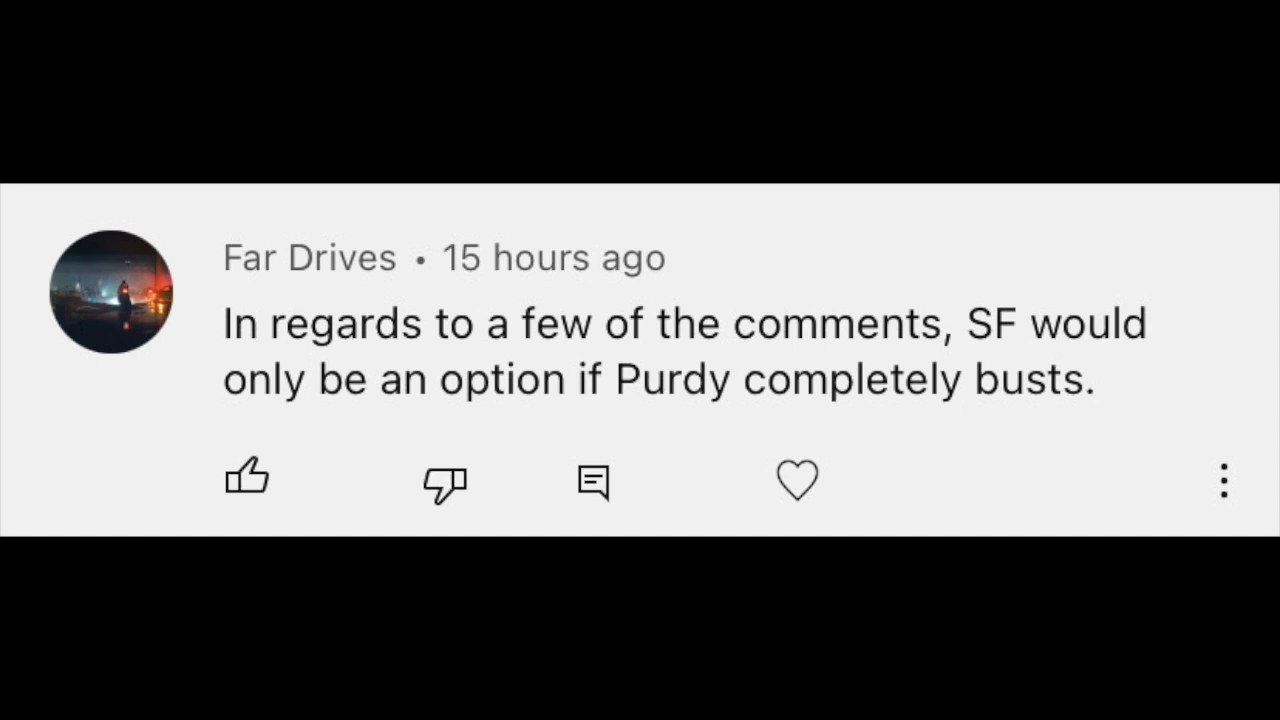 Far Drives • 15 hours ago
In regards to a few of the comments, SF would
only be an option if Purdy completely busts.